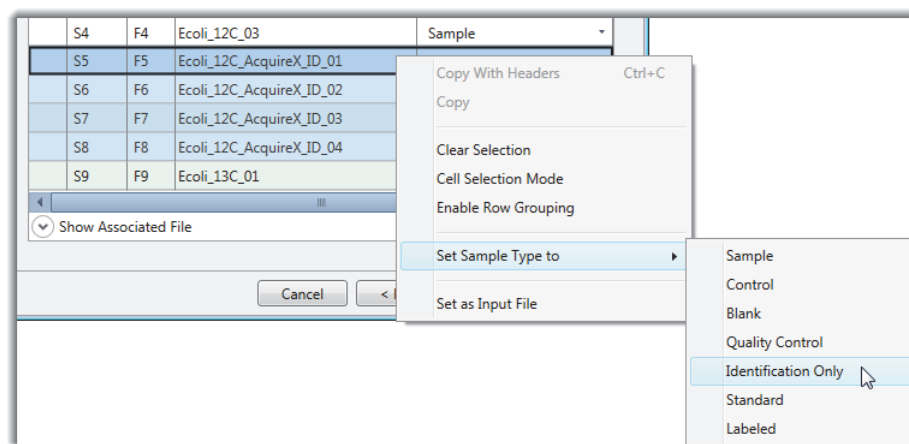 S4 F4 Ecoli_12C_03 Sample
S5 F5 Ecoli_12C_AcquireX_ID_01
S6 F6 Ecoli_12C_AcquireX_ID_02
S7 F7 Ecoli_12C_AcquireX_ID_03
S8 F8 Ecoli_12C_AcquireX_ID_04
S9 F9 Ecoli_13C_01
Show Associated File
Cancel <
Copy With Headers Ctrl+C
Copy
Clear Selection
Cell Selection Mode
Enable Row Grouping
Set Sample Type to
Set as Input File
Sample
Control
Blank
Quality Control
Identification Only
Standard
Labeled